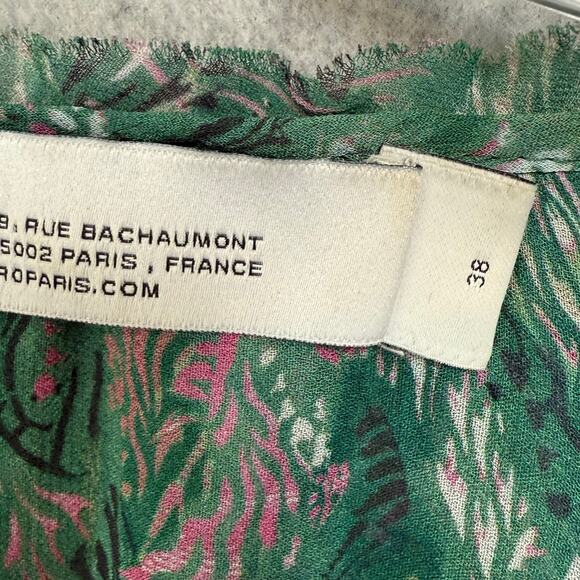 9, RUE BACHAUMONT
5002 PARIS , FRANCE
ROPARIS.COM
38